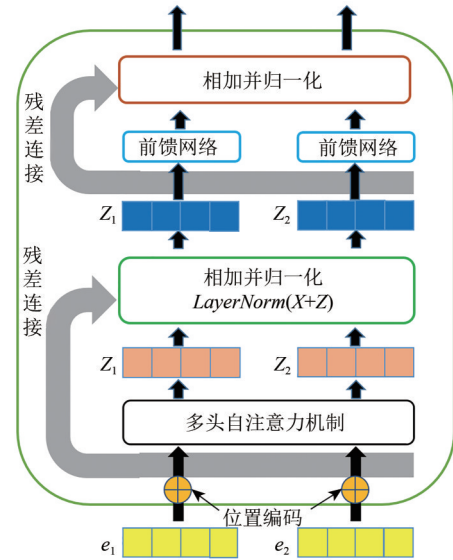 相加并归一化
残差连接
前馈网络
前馈网络
Z1
Z2
残差连接
相加并归一化
LayerNorm(X+Z)
Z1
Z2
多头自注意力机制
位置编码
e1
e2